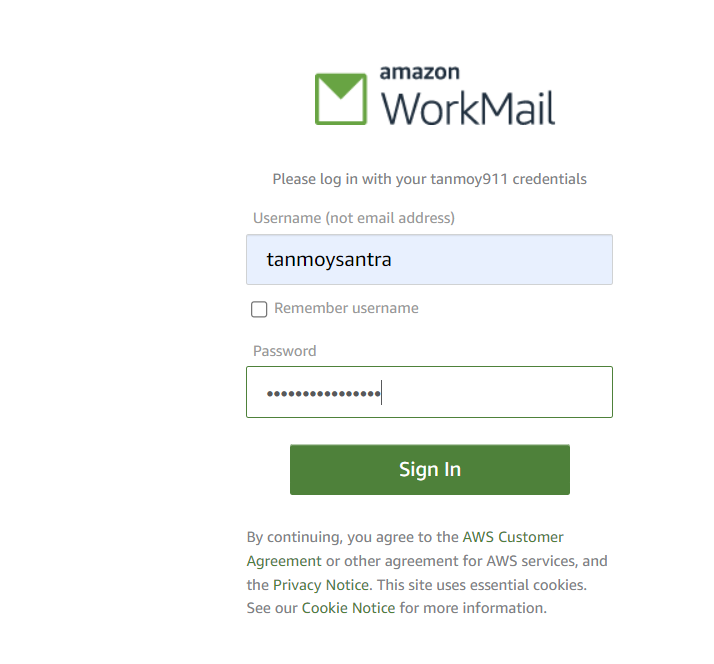 amazon
WorkMail
Please log in with your tanmoy911 credentials
Username (not email address)
tanmoysantra
Remember username
Password
••••••••••••••••
Sign In
By continuing, you agree to the AWS Customer
Agreement or other agreement for AWS services, and
the Privacy Notice. This site uses essential cookies.
See our Cookie Notice for more information.